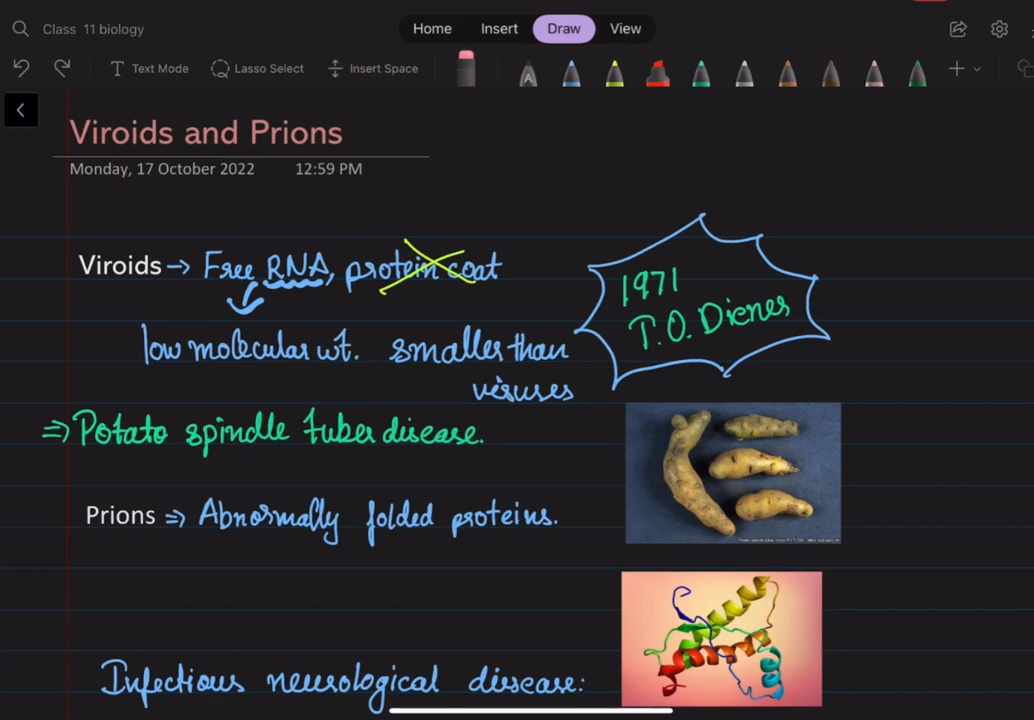 Class 11 biology
Home Insert Draw View
Text Mode Lasso Select Insert Space
A
Viroids and Prions
Monday, 17 October 2022 12:59 PM
Viroids → Free RNA, protein coat
1971
T.O. Diener
low molecular wt. smaller than
viruses
⇒ Potato spindle tuber disease.
Prions ⇒ Abnormally folded proteins.
Infectious neurological disease: